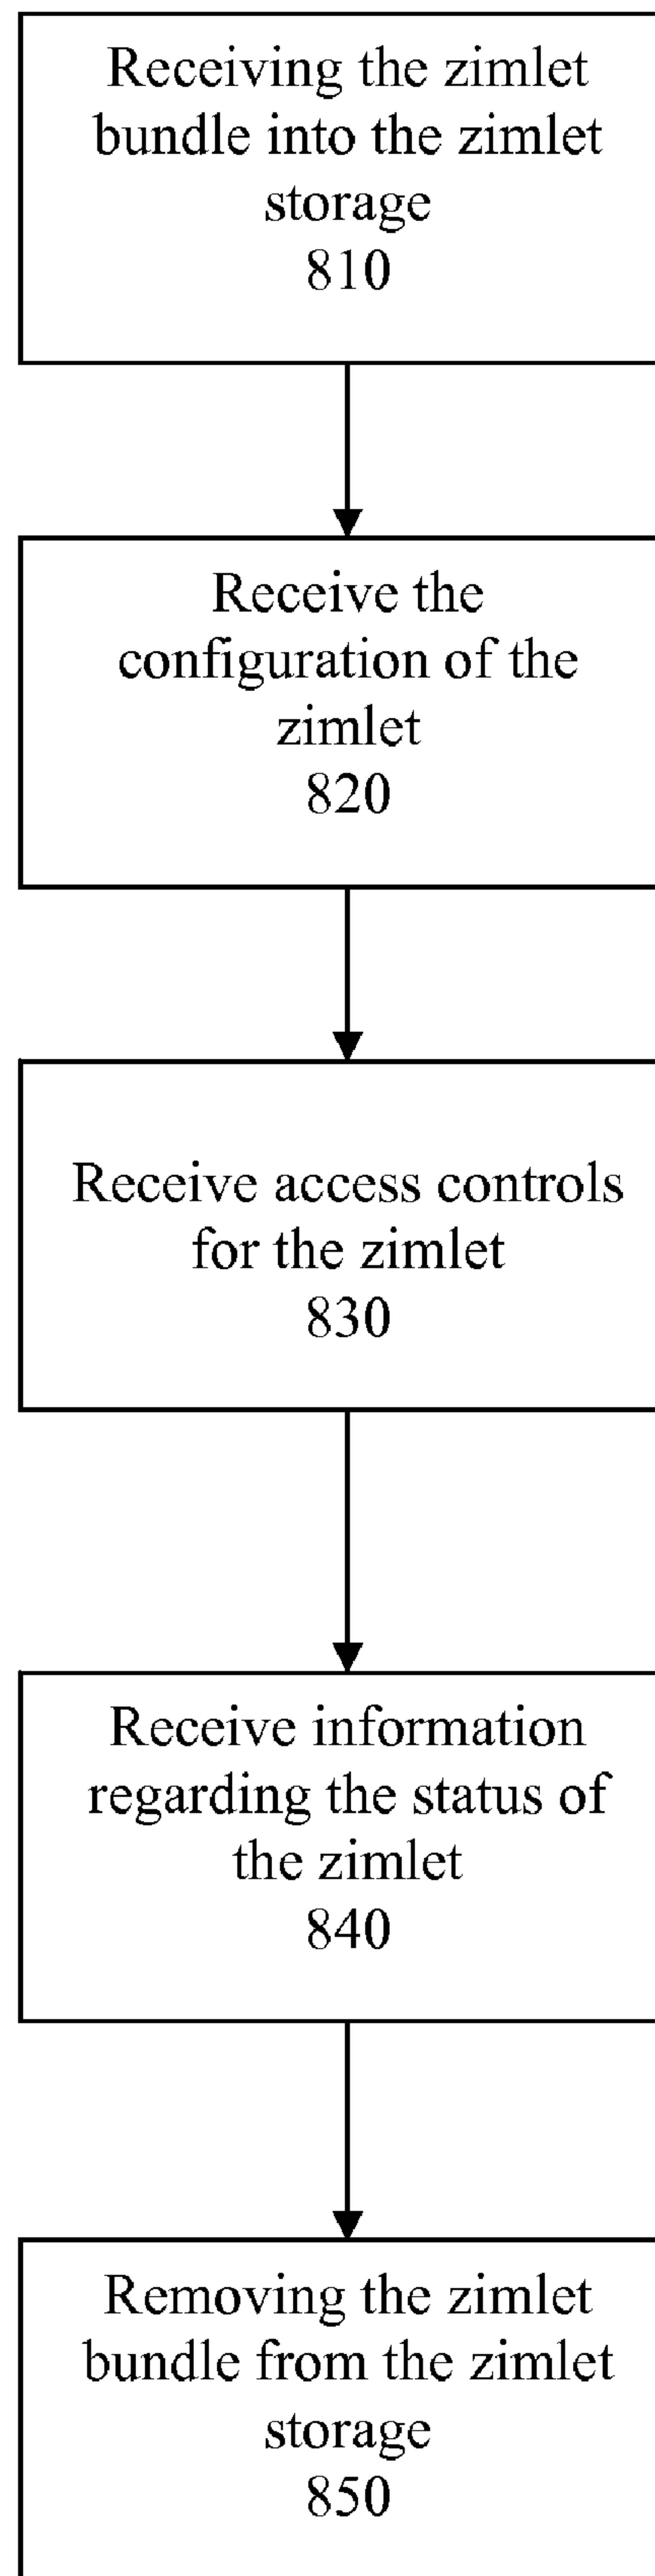 Receiving the zimlet
bundle into the zimlet
storage
810
Receive the
configuration of the
zimlet
820
Receive access controls
for the zimlet
830
Receive information
regarding the status of
the zimlet
840
Removing the zimlet
bundle from the zimlet
storage
850